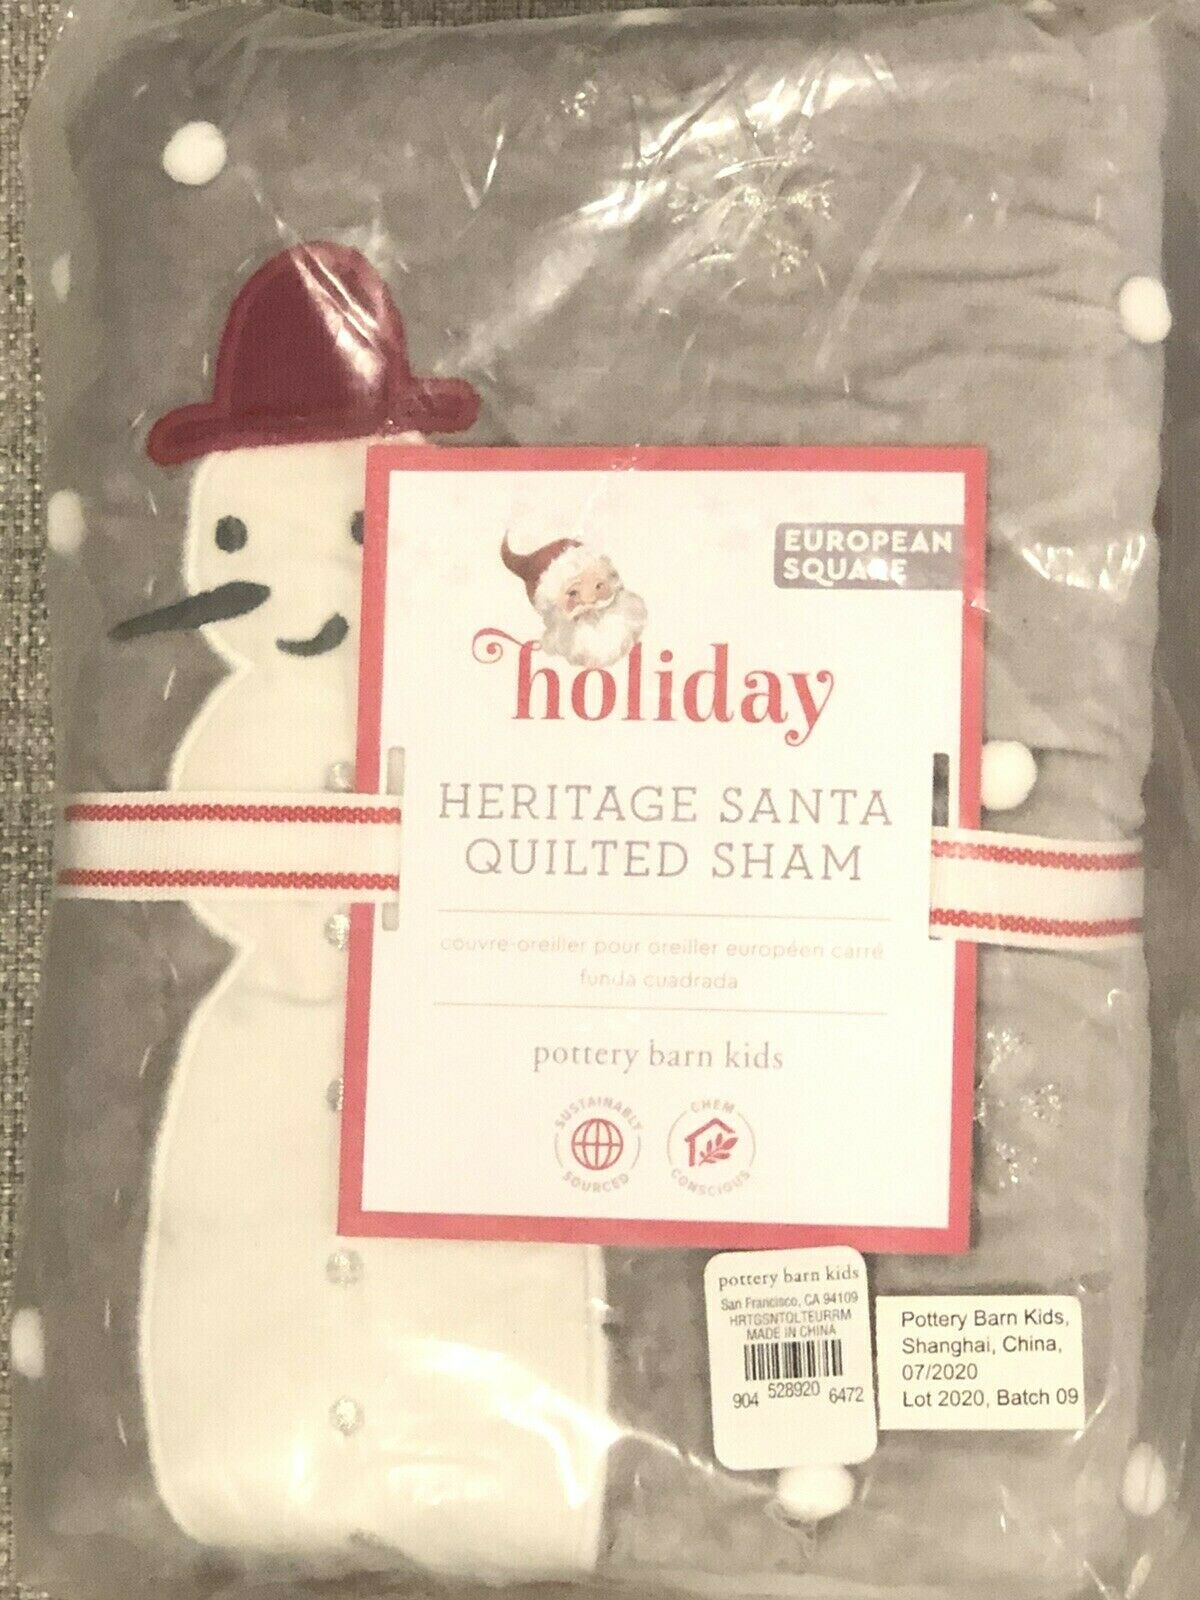 EUROPEAN
SQUARE
holiday
HERITAGE SANTA
QUILTED SHAM
couvre-oreiller pour oreiller européen carré
funda cuadrada
pottery barn kids
SUSTAINABLY
SOURCED
CHEM
CONSCIOUS
pottery barn kids
San Francisco, CA 94109
HRTGSNTQLTEURRM
MADE IN CHINA
904 528920 6472
Pottery Barn Kids,
Shanghai, China,
07/2020
Lot 2020, Batch 09